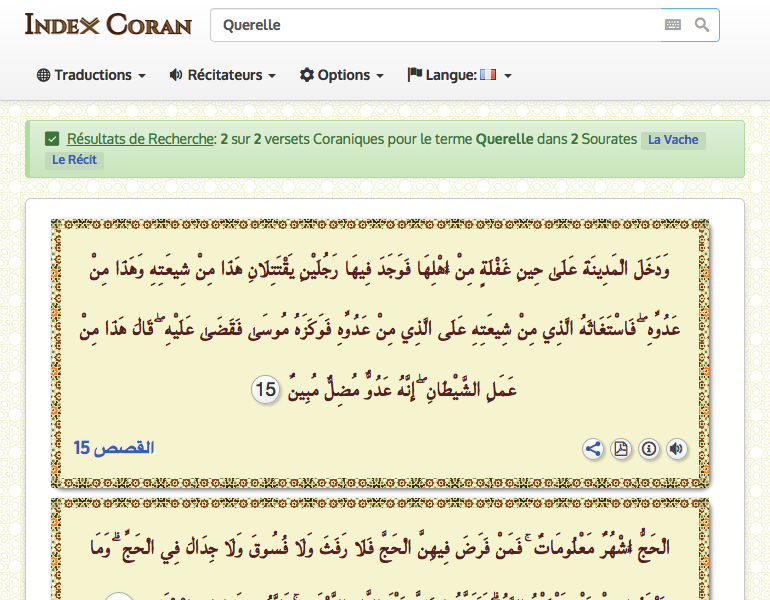 INDEX CORAN
Querelle
Traductions Récitateurs Options Langue:
Résultats de Recherche: 2 sur 2 versets Coraniques pour le terme Querelle dans 2 Sourates La Vache
Le Récit
وَدَخَلَ الْمَدِينَةَ عَلَىٰ حِينِ غَفْلَةٍ مِنْ أَهْلِهَا فَوَجَدَ فِيهَا رَجُلَيْنِ يَقْتَتِلَانِ هَٰذَا مِنْ شِيعَتِهِ وَهَٰذَا مِنْ
عَدُوِّهِ ۖ فَاسْتَغَاثَهُ الَّذِي مِنْ شِيعَتِهِ عَلَى الَّذِي مِنْ عَدُوِّهِ فَوَكَزَهُ مُوسَىٰ فَقَضَىٰ عَلَيْهِ ۖ قَالَ هَٰذَا مِنْ
عَمَلِ الشَّيْطَانِ ۖ إِنَّهُ عَدُوٌّ مُضِلٌّ مُبِينٌ 15
القصص 15
الْحَجُّ أَشْهُرٌ مَعْلُومَاتٌ ۚ فَمَنْ فَرَضَ فِيهِنَّ الْحَجَّ فَلَا رَفَثَ وَلَا فُسُوقَ وَلَا جِدَالَ فِي الْحَجِّ ۗ وَمَا